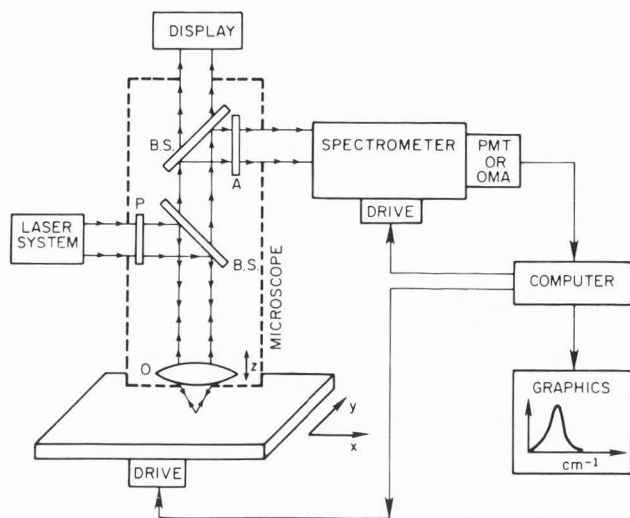 DISPLAY
B.S.
A
SPECTROMETER
PMT
OR
OMA
DRIVE
P
LASER
SYSTEM
B.S.
MICROSCOPE
COMPUTER
O
z
y
x
GRAPHICS
cm⁻¹
DRIVE